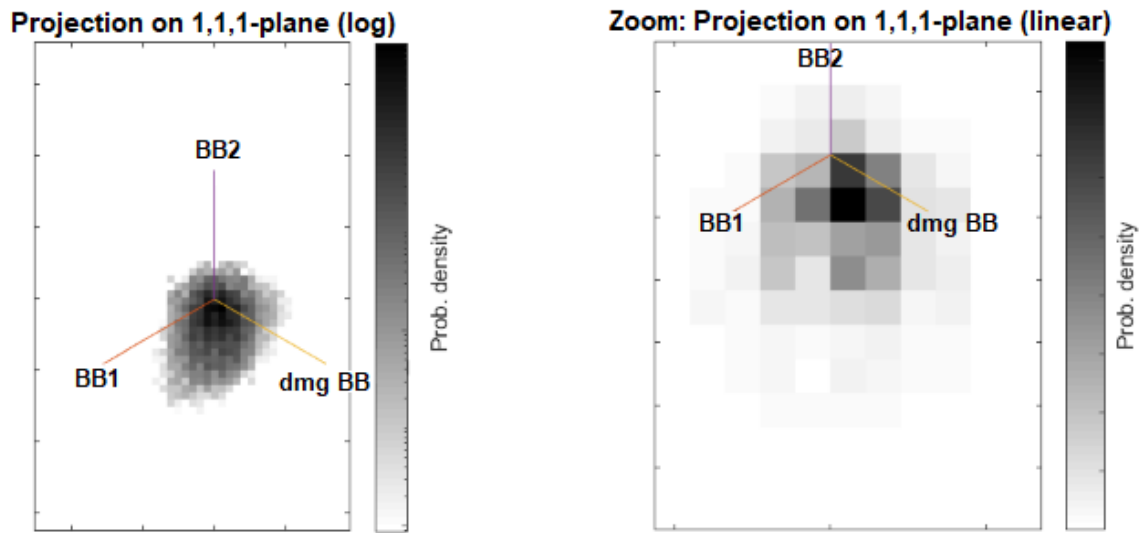 Projection on 1,1,1-plane (log)
BB2
BB1
dmg BB
Prob. density
Zoom: Projection on 1,1,1-plane (linear)
BB2
BB1
dmg BB
Prob. density